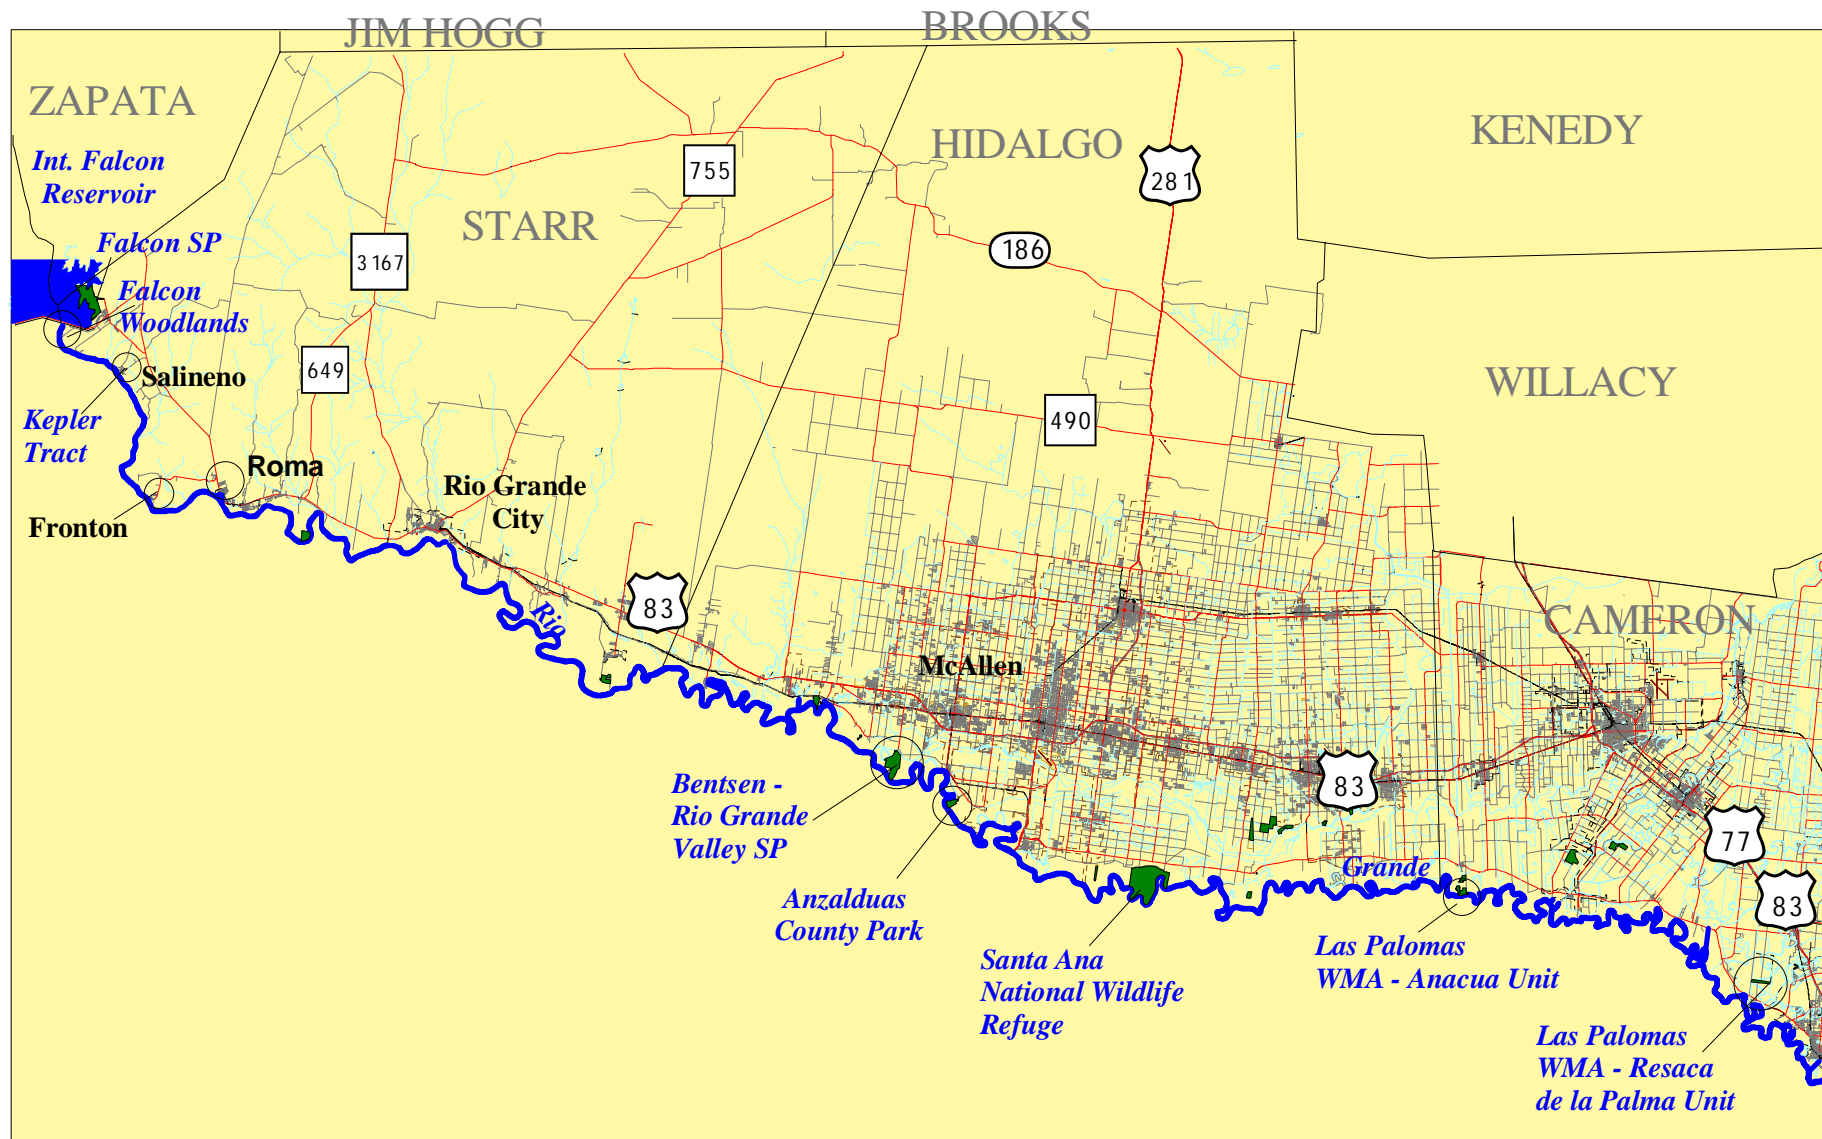 JIM HOGG
BROOKS
ZAPATA
HIDALGO
KENEDY
Int. Falcon
Reservoir
755
281
STARR
Falcon SP
3167
186
Falcon
Woodlands
649
Salineno
WILLACY
Kepler
Tract
490
Roma
Rio Grande
City
Fronton
83
Rio
CAMERON
McAllen
Bentsen -
Rio Grande
Valley SP
83
77
Grande
Anzalduas
County Park
83
Santa Ana
National Wildlife
Refuge
Las Palomas
WMA - Anacua Unit
Las Palomas
WMA - Resaca
de la Palma Unit